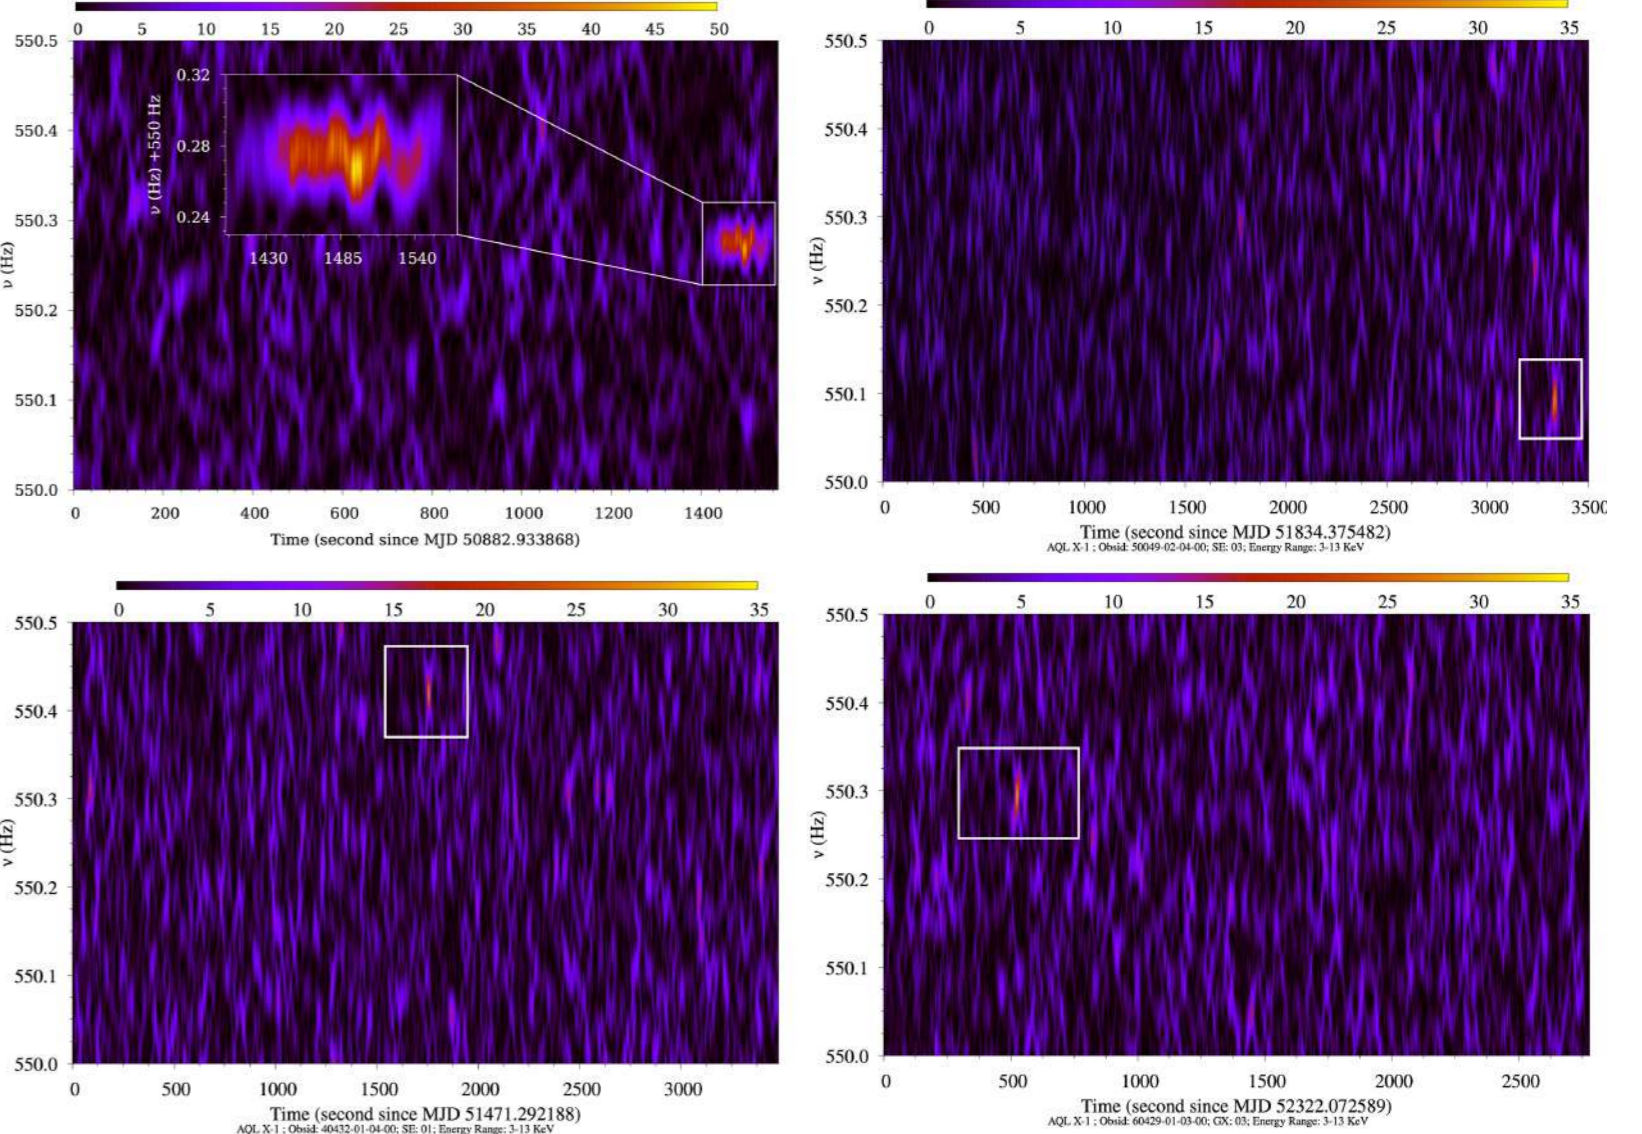 0 5 10 15 20 25 30 35 40 45 50
550.5
550.4
550.3
550.2
550.1
550.0
ν (Hz)
0.32
0.28
0.24
ν (Hz) +550 Hz
1430 1485 1540
0 200 400 600 800 1000 1200 1400
Time (second since MJD 50882.933868)
0 5 10 15 20 25 30 35
550.5
550.4
550.3
550.2
550.1
550.0
ν (Hz)
0 500 1000 1500 2000 2500 3000 3500
Time (second since MJD 51834.375482)
AQL X-1 ; Obsid: 50049-02-04-00; SE: 03; Energy Range: 3-13 KeV
0 5 10 15 20 25 30 35
550.5
550.4
550.3
550.2
550.1
550.0
ν (Hz)
0 500 1000 1500 2000 2500 3000
Time (second since MJD 51471.292188)
AQL X-1 ; Obsid: 40432-01-04-00; SE: 01; Energy Range: 3-13 KeV
0 5 10 15 20 25 30 35
550.5
550.4
550.3
550.2
550.1
550.0
ν (Hz)
0 500 1000 1500 2000 2500
Time (second since MJD 52322.072589)
AQL X-1 ; Obsid: 60429-01-03-00; GX: 03; Energy Range: 3-13 KeV